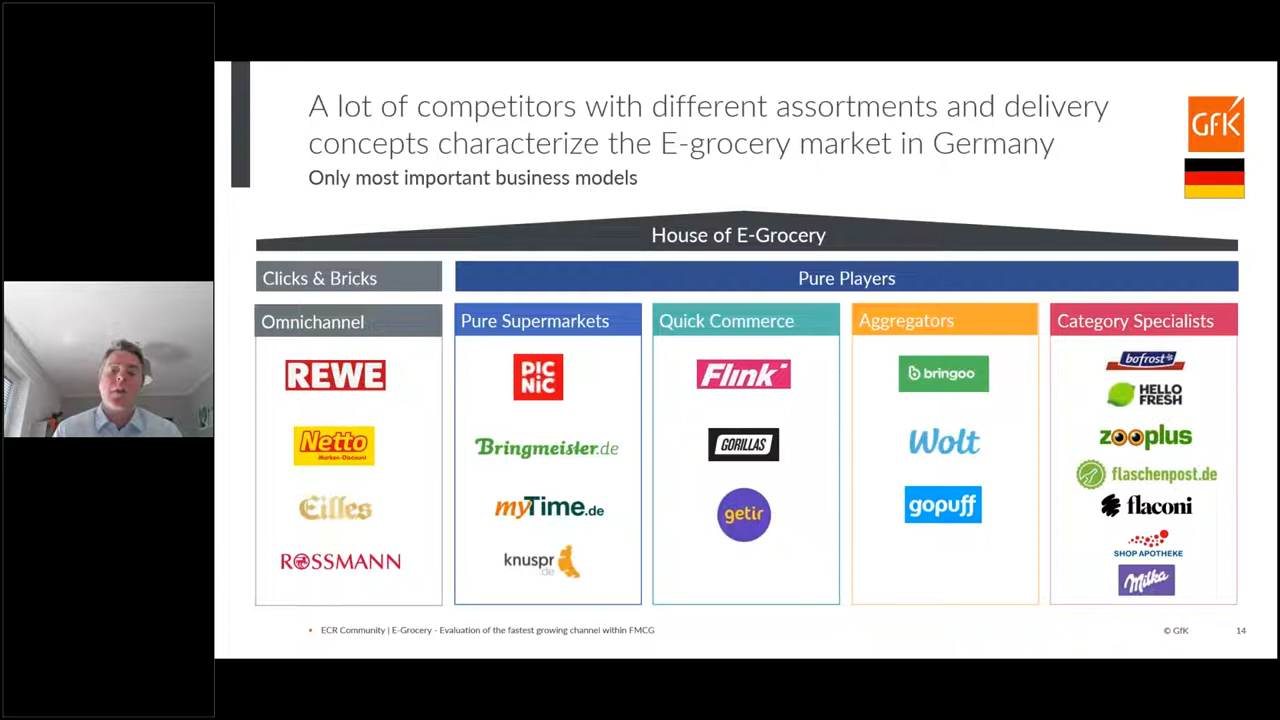 A lot of competitors with different assortments and delivery
concepts characterize the E-grocery market in Germany
GfK
Only most important business models
House of E-Grocery
Clicks & Bricks
Pure Players
Omnichannel
Pure Supermarkets
Quick Commerce
Aggregators
Category Specialists
REWE
Netto
Marken-Discount
Eilles
ROSSMANN
PIC
NiC
Bringmeister.de
myTime.de
knuspr
.de
Flink
GORILLAS
getir
bringoo
Wolt
gopuff
bofrost*
HELLO
FRESH
zooplus
flaschenpost.de
flaconi
SHOP APOTHEKE
Milka
• ECR Community | E-Grocery - Evaluation of the fastest growing channel within FMCG
© GfK
14